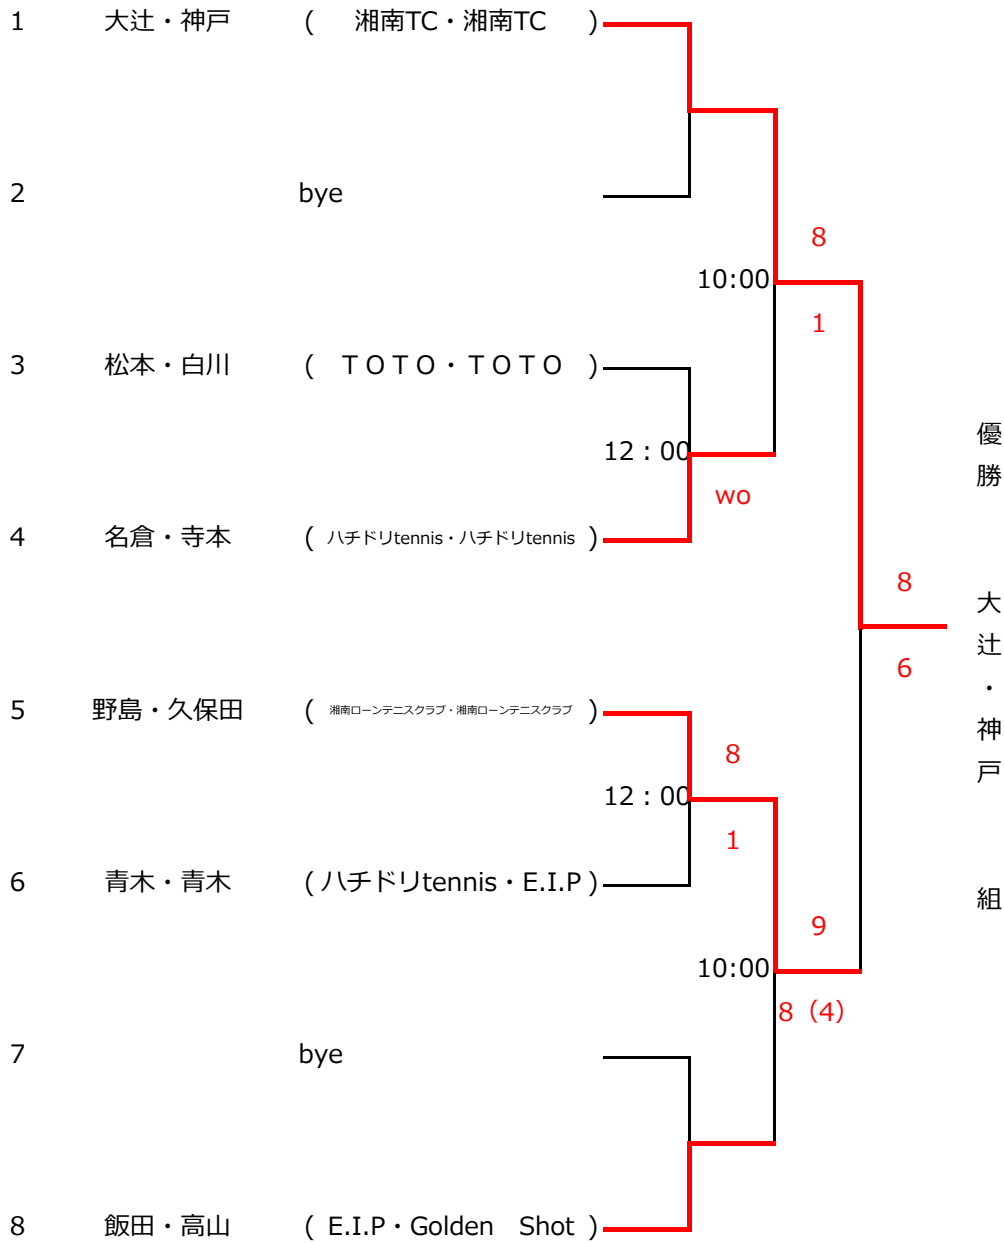 1 大辻・神戸 ( 湘南TC・湘南TC )
2 bye
8
10:00
1
3 松本・白川 ( ＴＯＴＯ・ＴＯＴＯ )
12：00
wo
4 名倉・寺本 ( ハチドリtennis・ハチドリtennis )
8
6
5 野島・久保田 ( 湘南ローンテニスクラブ・湘南ローンテニスクラブ )
8
12：00
1
6 青木・青木 ( ハチドリtennis・E.I.P )
9
10:00
8（4）
7 bye
8 飯田・高山 ( E.I.P・Golden　Shot )
優勝　大辻・神戸　組